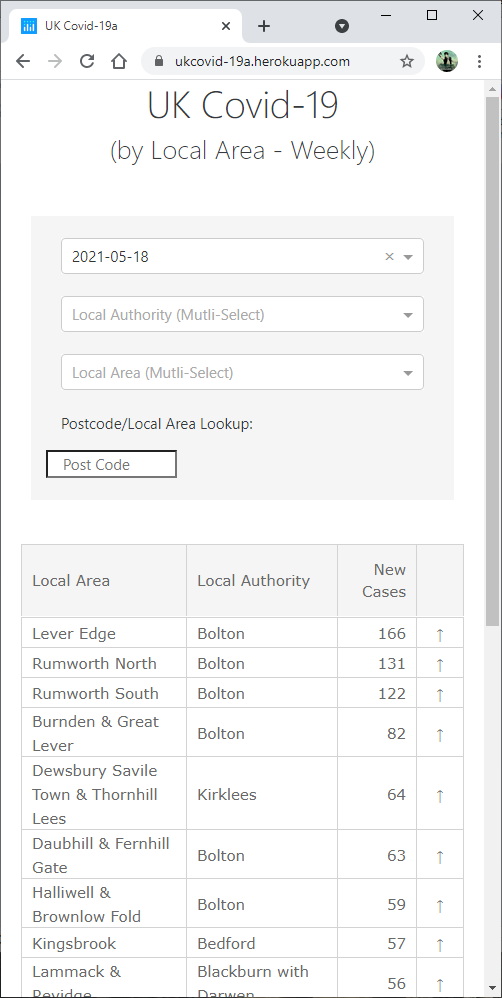 UK Covid-19a
ukcovid-19a.herokuapp.com
UK Covid-19
(by Local Area - Weekly)
2021-05-18
Local Authority (Mutli-Select)
Local Area (Mutli-Select)
Postcode/Local Area Lookup:
Post Code
Local Area Local Authority New
Cases
Lever Edge Bolton 166 ↑
Rumworth North Bolton 131 ↑
Rumworth South Bolton 122 ↑
Burnden & Great
Lever Bolton 82 ↑
Dewsbury Savile
Town & Thornhill Kirklees 64 ↑
Lees
Daubhill & Fernhill
Gate Bolton 63 ↑
Halliwell &
Brownlow Fold Bolton 59 ↑
Kingsbrook Bedford 57 ↑
Lammack & Blackburn with
56 ↑